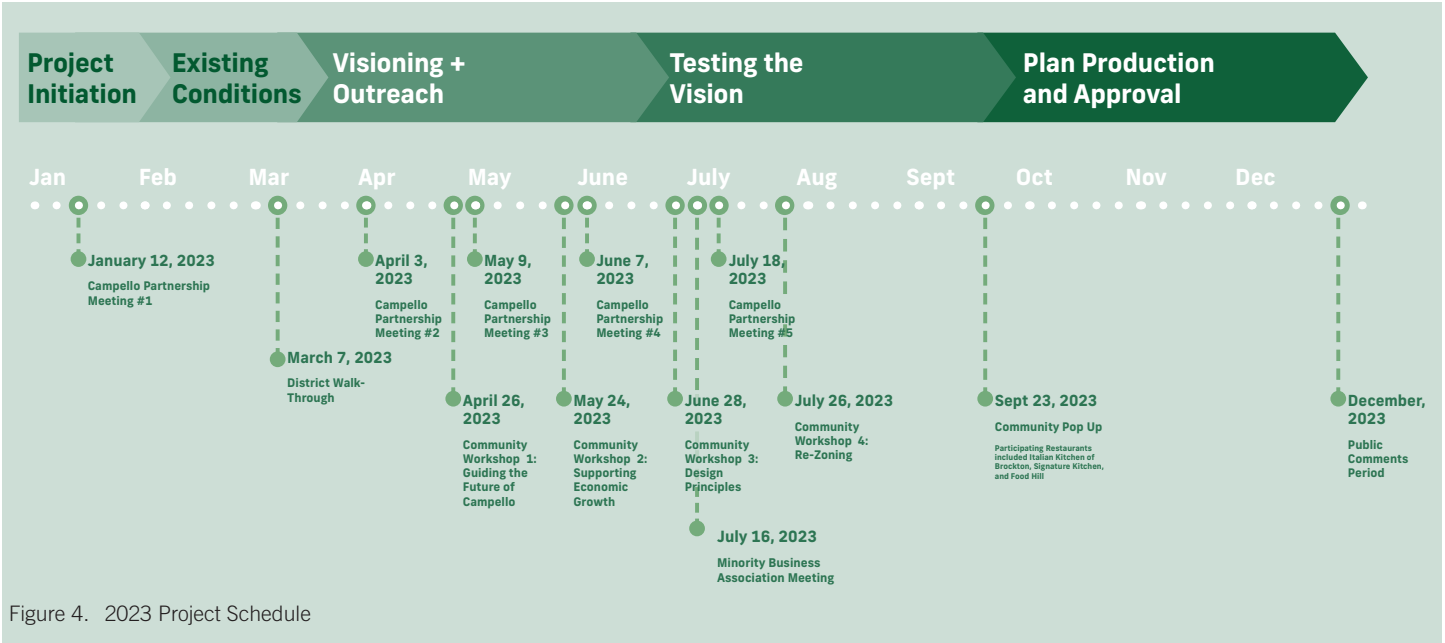 Project
Initiation
Existing
Conditions
Visioning +
Outreach
Testing the
Vision
Plan Production
and Approval
Jan
Feb
Mar
Apr
May
June
July
Aug
Sept
Oct
Nov
Dec
January 12, 2023
Campello Partnership
Meeting #1
March 7, 2023
District Walk-
Through
April 3,
2023
Campello
Partnership
Meeting #2
April 26,
2023
Community
Workshop 1:
Guiding the
Future of
Campello
May 9,
2023
Campello
Partnership
Meeting #3
May 24,
2023
Community
Workshop 2:
Supporting
Economic
Growth
June 7,
2023
Campello
Partnership
Meeting #4
June 28,
2023
Community
Workshop 3:
Design
Principles
July 16, 2023
Minority Business
Association Meeting
July 18,
2023
Campello
Partnership
Meeting #5
July 26, 2023
Community
Workshop 4:
Re-Zoning
Sept 23, 2023
Community Pop Up
Participating Restaurants
included Italian Kitchen of
Brockton, Signature Kitchen,
and Food Hill
December,
2023
Public
Comments
Period
Figure 4. 2023 Project Schedule